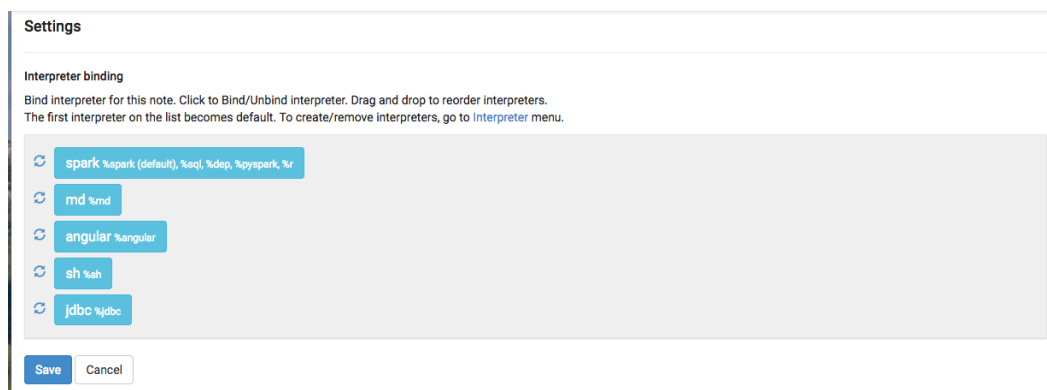 Settings
Interpreter binding
Bind interpreter for this note. Click to Bind/Unbind interpreter. Drag and drop to reorder interpreters.
The first interpreter on the list becomes default. To create/remove interpreters, go to Interpreter menu.
spark %spark (default), %sql, %dep, %pyspark, %r
md %md
angular %angular
sh %sh
jdbc %jdbc
Save Cancel